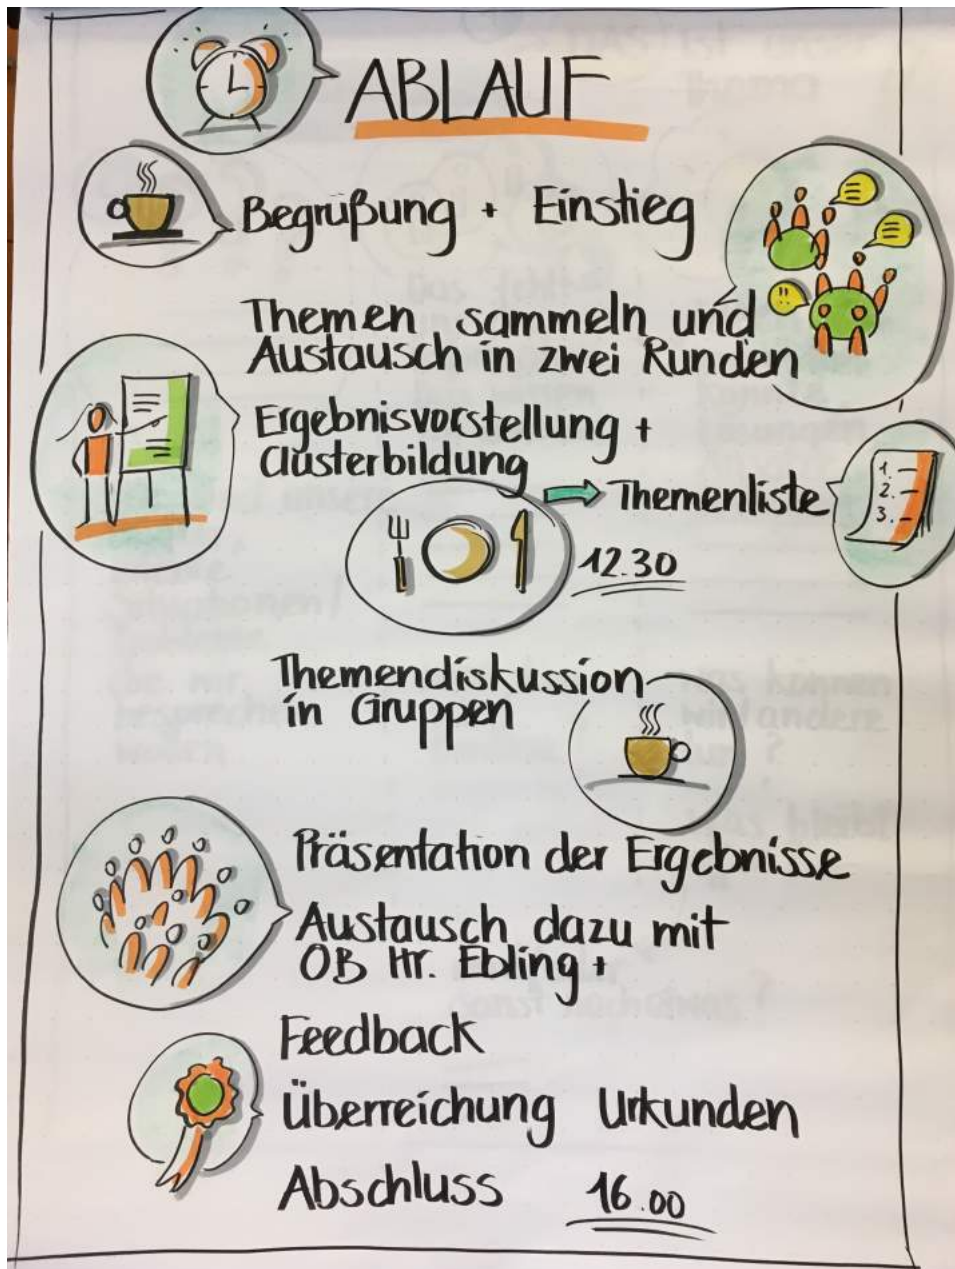 ABLAUF
Begrüßung + Einstieg
Themen sammeln und
Austausch in zwei Runden
Ergebnisvorstellung +
Clusterbildung
Themenliste
1.
2.
3.
12.30
Themendiskussion
in Gruppen
Präsentation der Ergebnisse
Austausch dazu mit
OB Hr. Ebling +
Feedback
Überreichung Urkunden
Abschluss 16.00